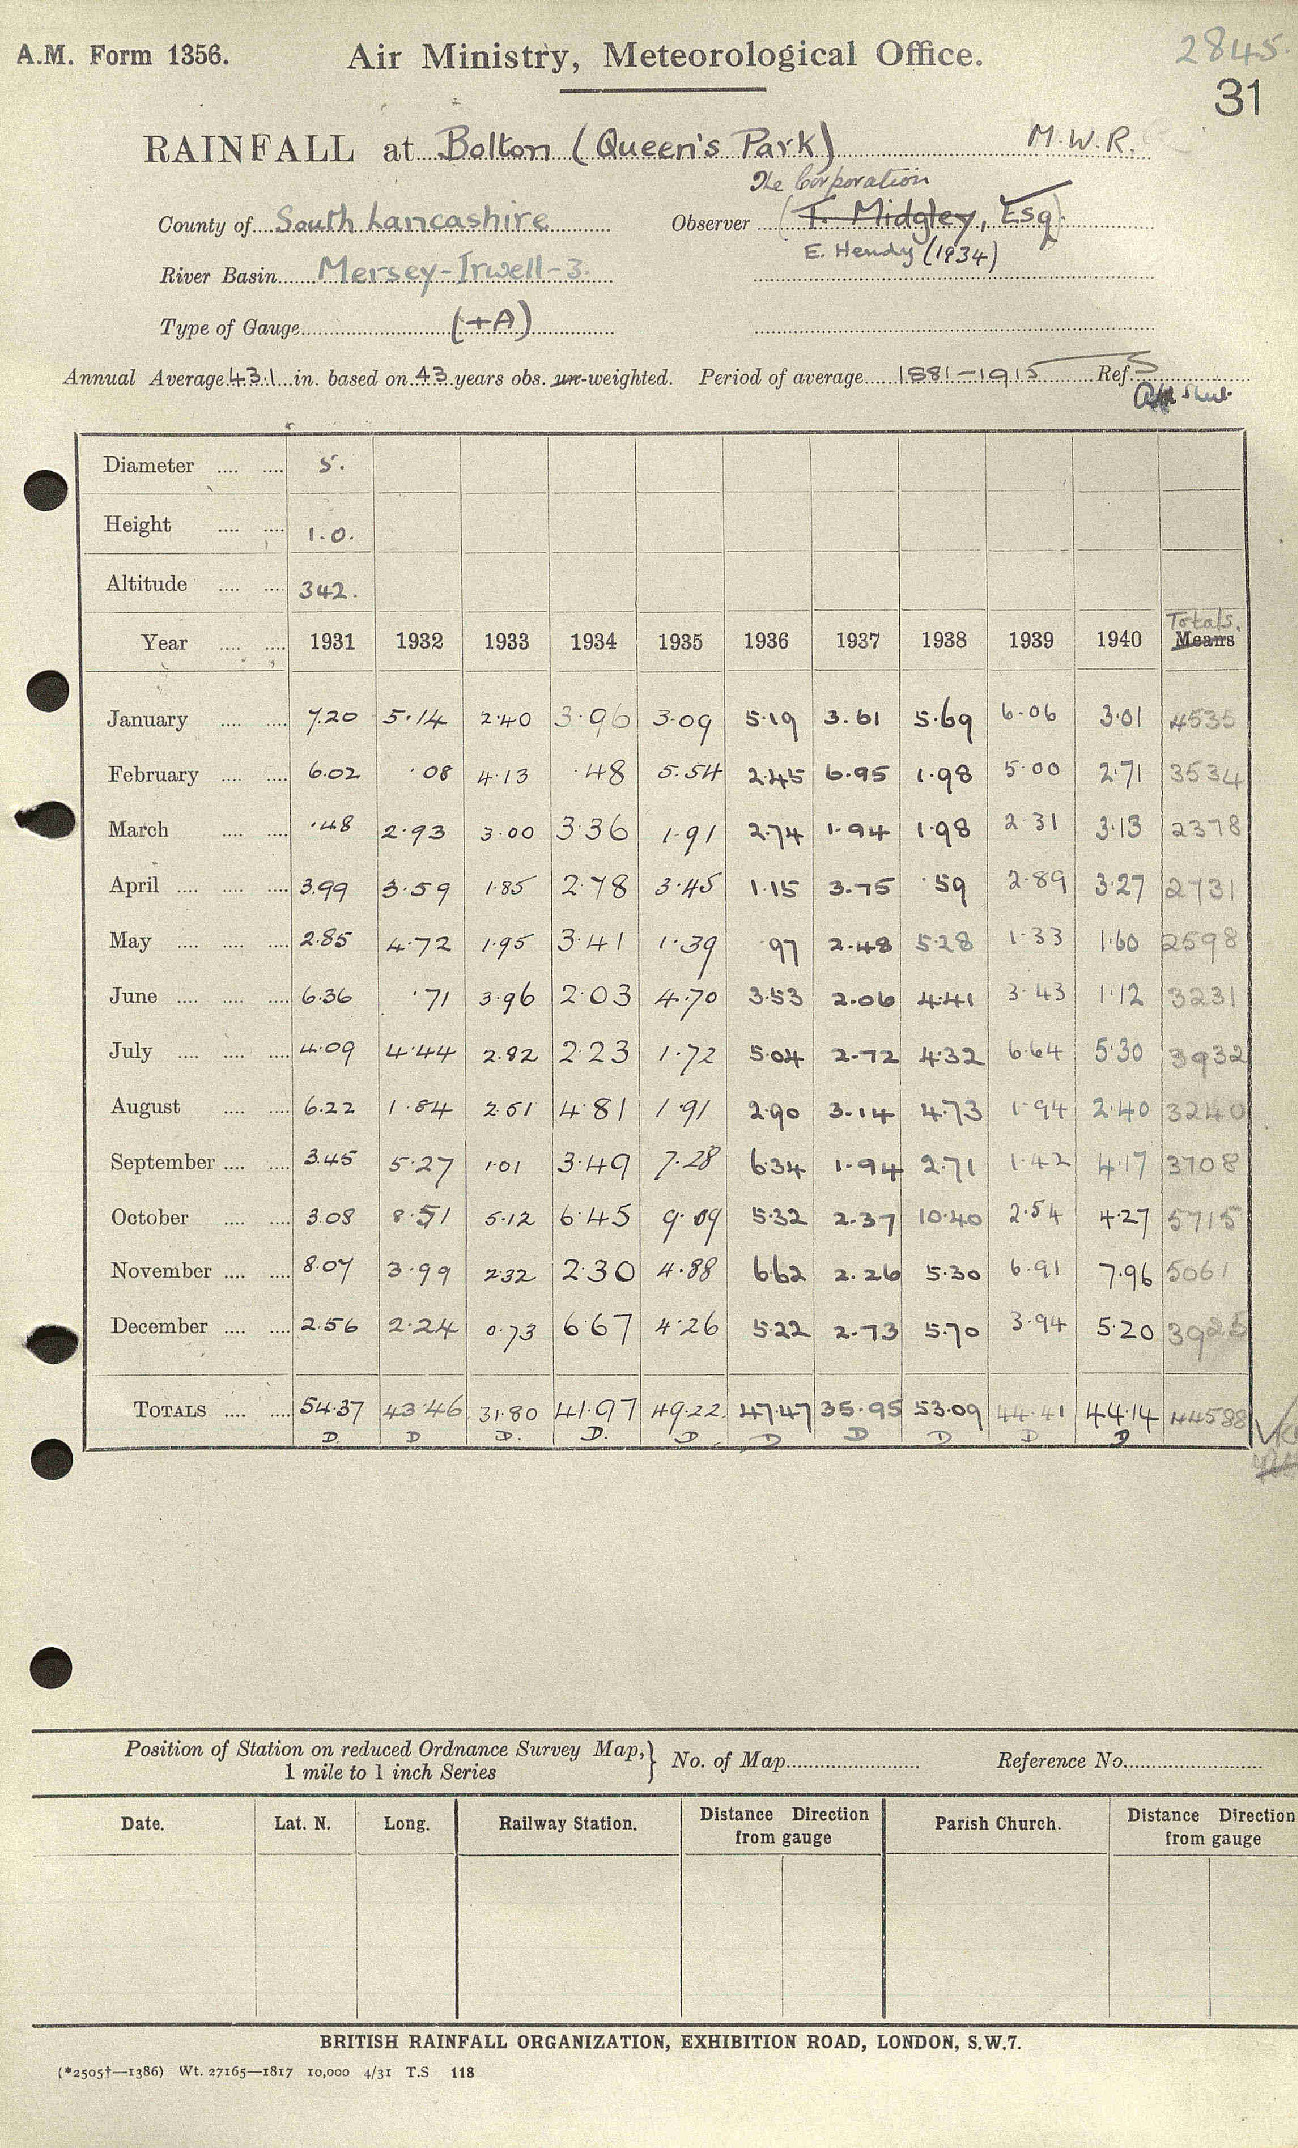 A.M. Form 1356. Air Ministry, Meteorological Office. 2845.
31
RAINFALL at Bolton (Queen's Park) M.W.R.
The Corporation
County of South Lancashire Observer (T. Midgley, Esq)
E. Hendy (1934)
River Basin Mersey-Irwell-3.
Type of Gauge (+A)
Annual Average 43.1 in. based on 43 years obs. un-weighted. Period of average 1881-1915 Ref. S
Diameter .... .... 5.
Height .... .... 1.0.
Altitude .... .... 342.
Totals.
Year .... .... 1931 1932 1933 1934 1935 1936 1937 1938 1939 1940 Means
January .... .... 7.20 5.14 2.40 3.96 3.09 5.19 3.61 5.69 6.06 3.01 4535
February .... .... 6.02 .08 4.13 .48 5.54 2.45 6.95 1.98 5.00 2.71 3534
March .... .... .48 2.93 3.00 3.36 1.91 2.74 1.94 1.98 2.31 3.13 2378
April .... .... .... 3.99 3.59 1.85 2.78 3.45 1.15 3.75 .59 2.89 3.27 2731
May .... .... .... 2.85 4.72 1.95 3.41 1.39 .97 2.48 5.28 1.33 1.60 2598
June .... .... .... 6.36 .71 3.96 2.03 4.70 3.53 2.06 4.41 3.43 1.12 3231
July .... .... .... 4.09 4.44 2.82 2.23 1.72 5.04 2.72 4.32 6.64 5.30 3932
August .... .... 6.22 1.84 2.51 4.81 1.91 2.90 3.14 4.73 1.94 2.40 3240
September .... .... 3.45 5.27 1.01 3.49 7.28 6.34 1.94 2.71 1.42 4.17 3708
October .... .... 3.08 8.51 5.12 6.45 9.09 5.32 2.37 10.40 2.54 4.27 5715
November .... .... 8.07 3.99 2.32 2.30 4.88 6.62 2.26 5.30 6.91 7.96 5061
December .... .... 2.56 2.24 0.73 6.67 4.26 5.22 2.73 5.70 3.94 5.20 3925
TOTALS .... .... 54.37 43.46 31.80 41.97 49.22 47.47 35.95 53.09 44.41 44.14 44588
D. D D. D. D D D D D D
Position of Station on reduced Ordnance Survey Map, } No. of Map Reference No.
1 mile to 1 inch Series
Date. Lat. N. Long. Railway Station. Distance Direction from gauge Parish Church. Distance Direction from gauge
BRITISH RAINFALL ORGANIZATION, EXHIBITION ROAD, LONDON, S.W.7.
(*2505†—1386) Wt. 27165—1817 10,000 4/31 T.S 118